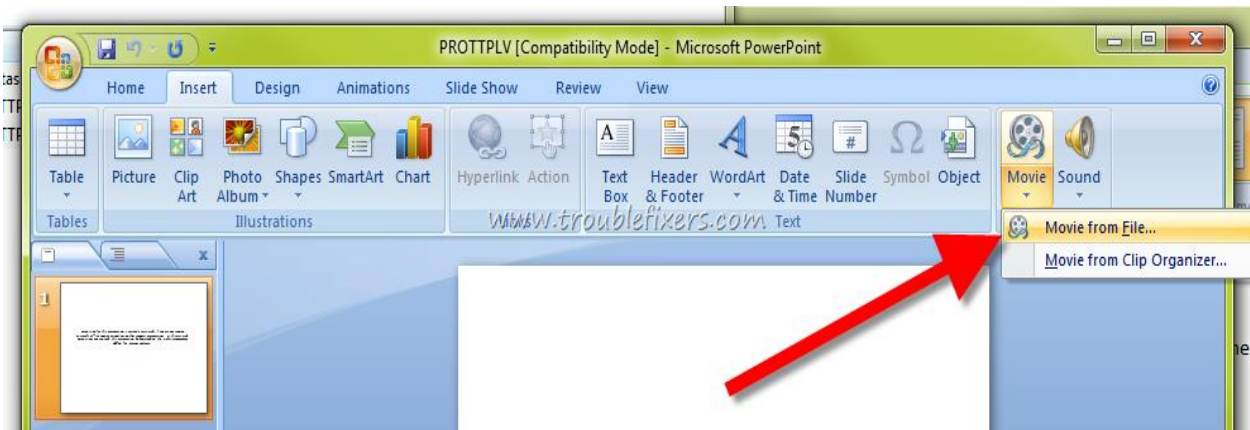 PROTTPLV [Compatibility Mode] - Microsoft PowerPoint
Home Insert Design Animations Slide Show Review View
Table Picture Clip Art Photo Album Shapes SmartArt Chart Hyperlink Action Text Box Header & Footer WordArt Date & Time Slide Number Symbol Object Movie Sound
Tables Illustrations Text
www.troublefixers.com
Movie from File...
Movie from Clip Organizer...
1